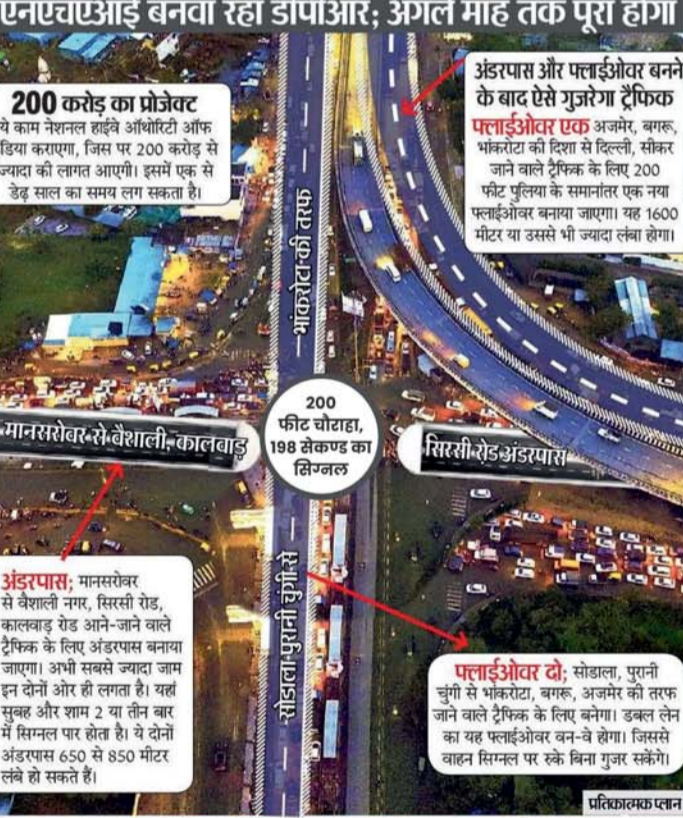 एनएचएआई बनवा रहा डीपीआर; अगले माह तक पूरा होगा
200 करोड़ का प्रोजेक्ट
ये काम नेशनल हाईवे ऑथोरिटी ऑफ
डिया कराएगा, जिस पर 200 करोड़ से
ज्यादा की लागत आएगी। इसमें एक से
डेढ़ साल का समय लग सकता है।
अंडरपास और फ्लाईओवर बनने
के बाद ऐसे गुजरेगा ट्रैफिक
फ्लाईओवर एक अजमेर, बगरू,
भांकरोटा की दिशा से दिल्ली, सीकर
जाने वाले ट्रैफिक के लिए 200
फीट पुलिया के समानांतर एक नया
फ्लाईओवर बनाया जाएगा। यह 1600
मीटर या उससे भी ज्यादा लंबा होगा।
भांकरोटा की तरफ
मानसरोवर से वैशाली, कालवाड़
200
फीट चौराहा,
198 सेकण्ड का
सिग्नल
सिरसी रोड अंडरपास
अंडरपास; मानसरोवर
से वैशाली नगर, सिरसी रोड,
कालवाड़ रोड आने-जाने वाले
ट्रैफिक के लिए अंडरपास बनाया
जाएगा। अभी सबसे ज्यादा जाम
इन दोनों ओर ही लगता है। यहां
सुबह और शाम 2 या तीन बार
में सिग्नल पार होता है। ये दोनों
अंडरपास 650 से 850 मीटर
लंबे हो सकते हैं।
सोडाला-पुरानी चुंगी से
फ्लाईओवर दो; सोडाला, पुरानी
चुंगी से भांकरोटा, बगरू, अजमेर की तरफ
जाने वाले ट्रैफिक के लिए बनेगा। डबल लेन
का यह फ्लाईओवर वन-वे होगा। जिससे
वाहन सिग्नल पर रुके बिना गुजर सकेंगे।
प्रतिकात्मक प्लान